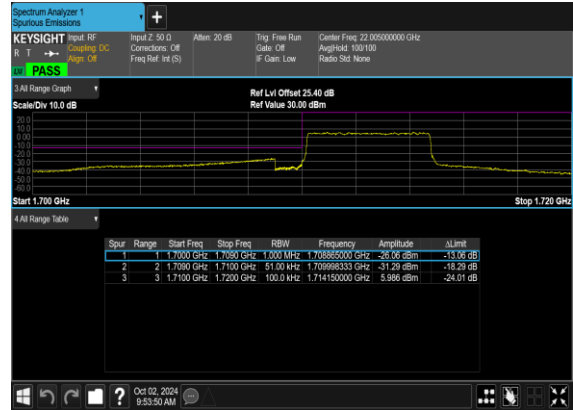 Spectrum Analyzer 1
Spurious Emissions
KEYSIGHT Input: RF Input Z: 50 Ω Atten: 20 dB Trig: Free Run Center Freq: 22.005000000 GHz
R T Coupling: DC Corrections: Off Gate: Off Avg|Hold: 100/100
Align: Off Freq Ref: Int (S) IF Gain: Low Radio Std: None
PASS
3 All Range Graph
Ref Lvl Offset 25.40 dB
Scale/Div 10.0 dB Ref Value 30.00 dBm
20.0
10.0
0.00
-10.0
-20.0
-30.0
-40.0
-50.0
-60.0
Start 1.700 GHz Stop 1.720 GHz
4 All Range Table
Spur Range Start Freq Stop Freq RBW Frequency Amplitude ΔLimit
1 1 1.7000 GHz 1.7090 GHz 1.000 MHz 1.708865000 GHz -26.06 dBm -13.06 dB
2 2 1.7090 GHz 1.7100 GHz 51.00 kHz 1.709998333 GHz -31.29 dBm -18.29 dB
3 3 1.7100 GHz 1.7200 GHz 100.0 kHz 1.714150000 GHz 5.986 dBm -24.01 dB
? Oct 02, 2024
9:53:50 AM